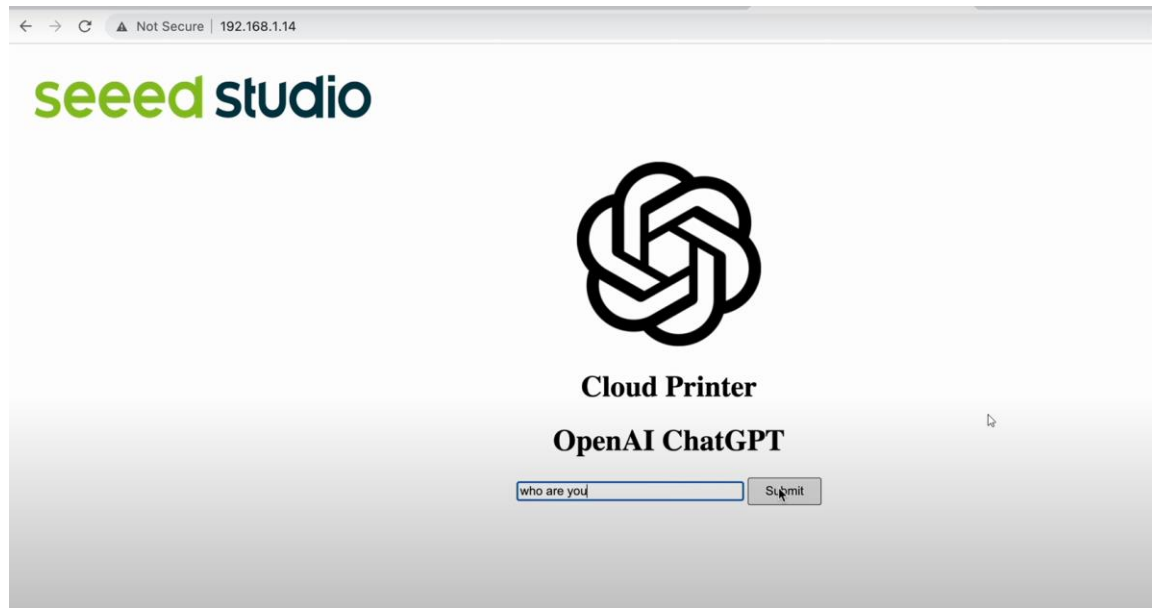 Not Secure | 192.168.1.14
seeed studio
Cloud Printer
OpenAI ChatGPT
who are you Submit